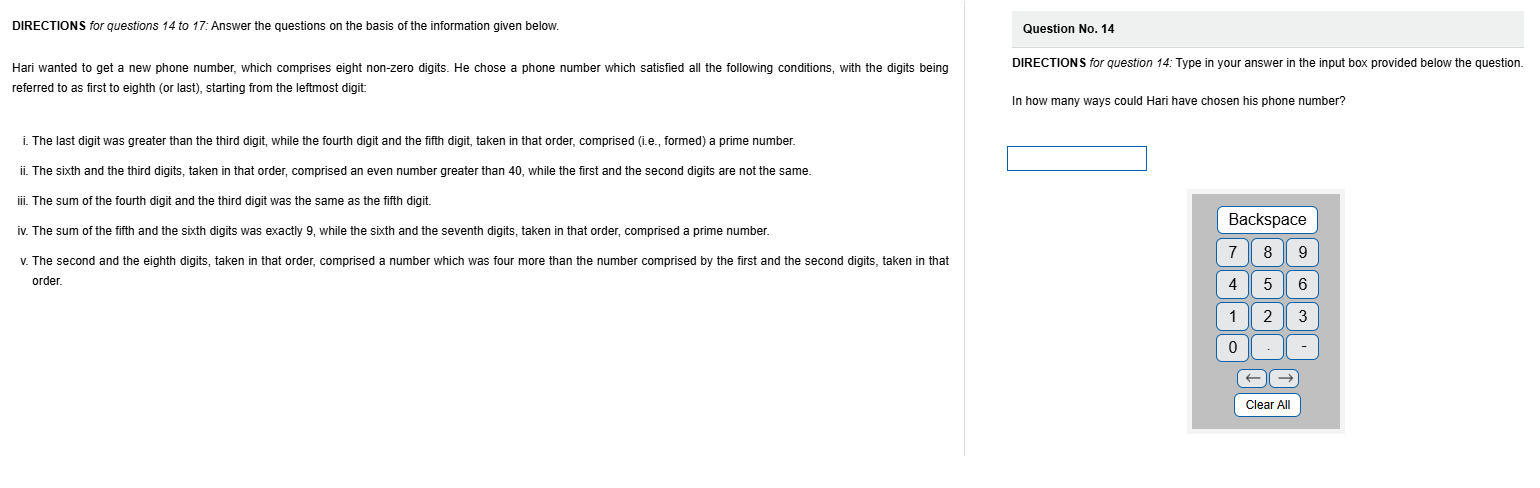 DIRECTIONS for questions 14 to 17: Answer the questions on the basis of the information given below.
Hari wanted to get a new phone number, which comprises eight non-zero digits. He chose a phone number which satisfied all the following conditions, with the digits being
referred to as first to eighth (or last), starting from the leftmost digit:
i. The last digit was greater than the third digit, while the fourth digit and the fifth digit, taken in that order, comprised (i.e., formed) a prime number.
ii. The sixth and the third digits, taken in that order, comprised an even number greater than 40, while the first and the second digits are not the same.
iii. The sum of the fourth digit and the third digit was the same as the fifth digit.
iv. The sum of the fifth and the sixth digits was exactly 9, while the sixth and the seventh digits, taken in that order, comprised a prime number.
v. The second and the eighth digits, taken in that order, comprised a number which was four more than the number comprised by the first and the second digits, taken in that
order.
Question No. 14
DIRECTIONS for question 14: Type in your answer in the input box provided below the question.
In how many ways could Hari have chosen his phone number?
Backspace
7 8 9
4 5 6
1 2 3
0 . -
← →
Clear All